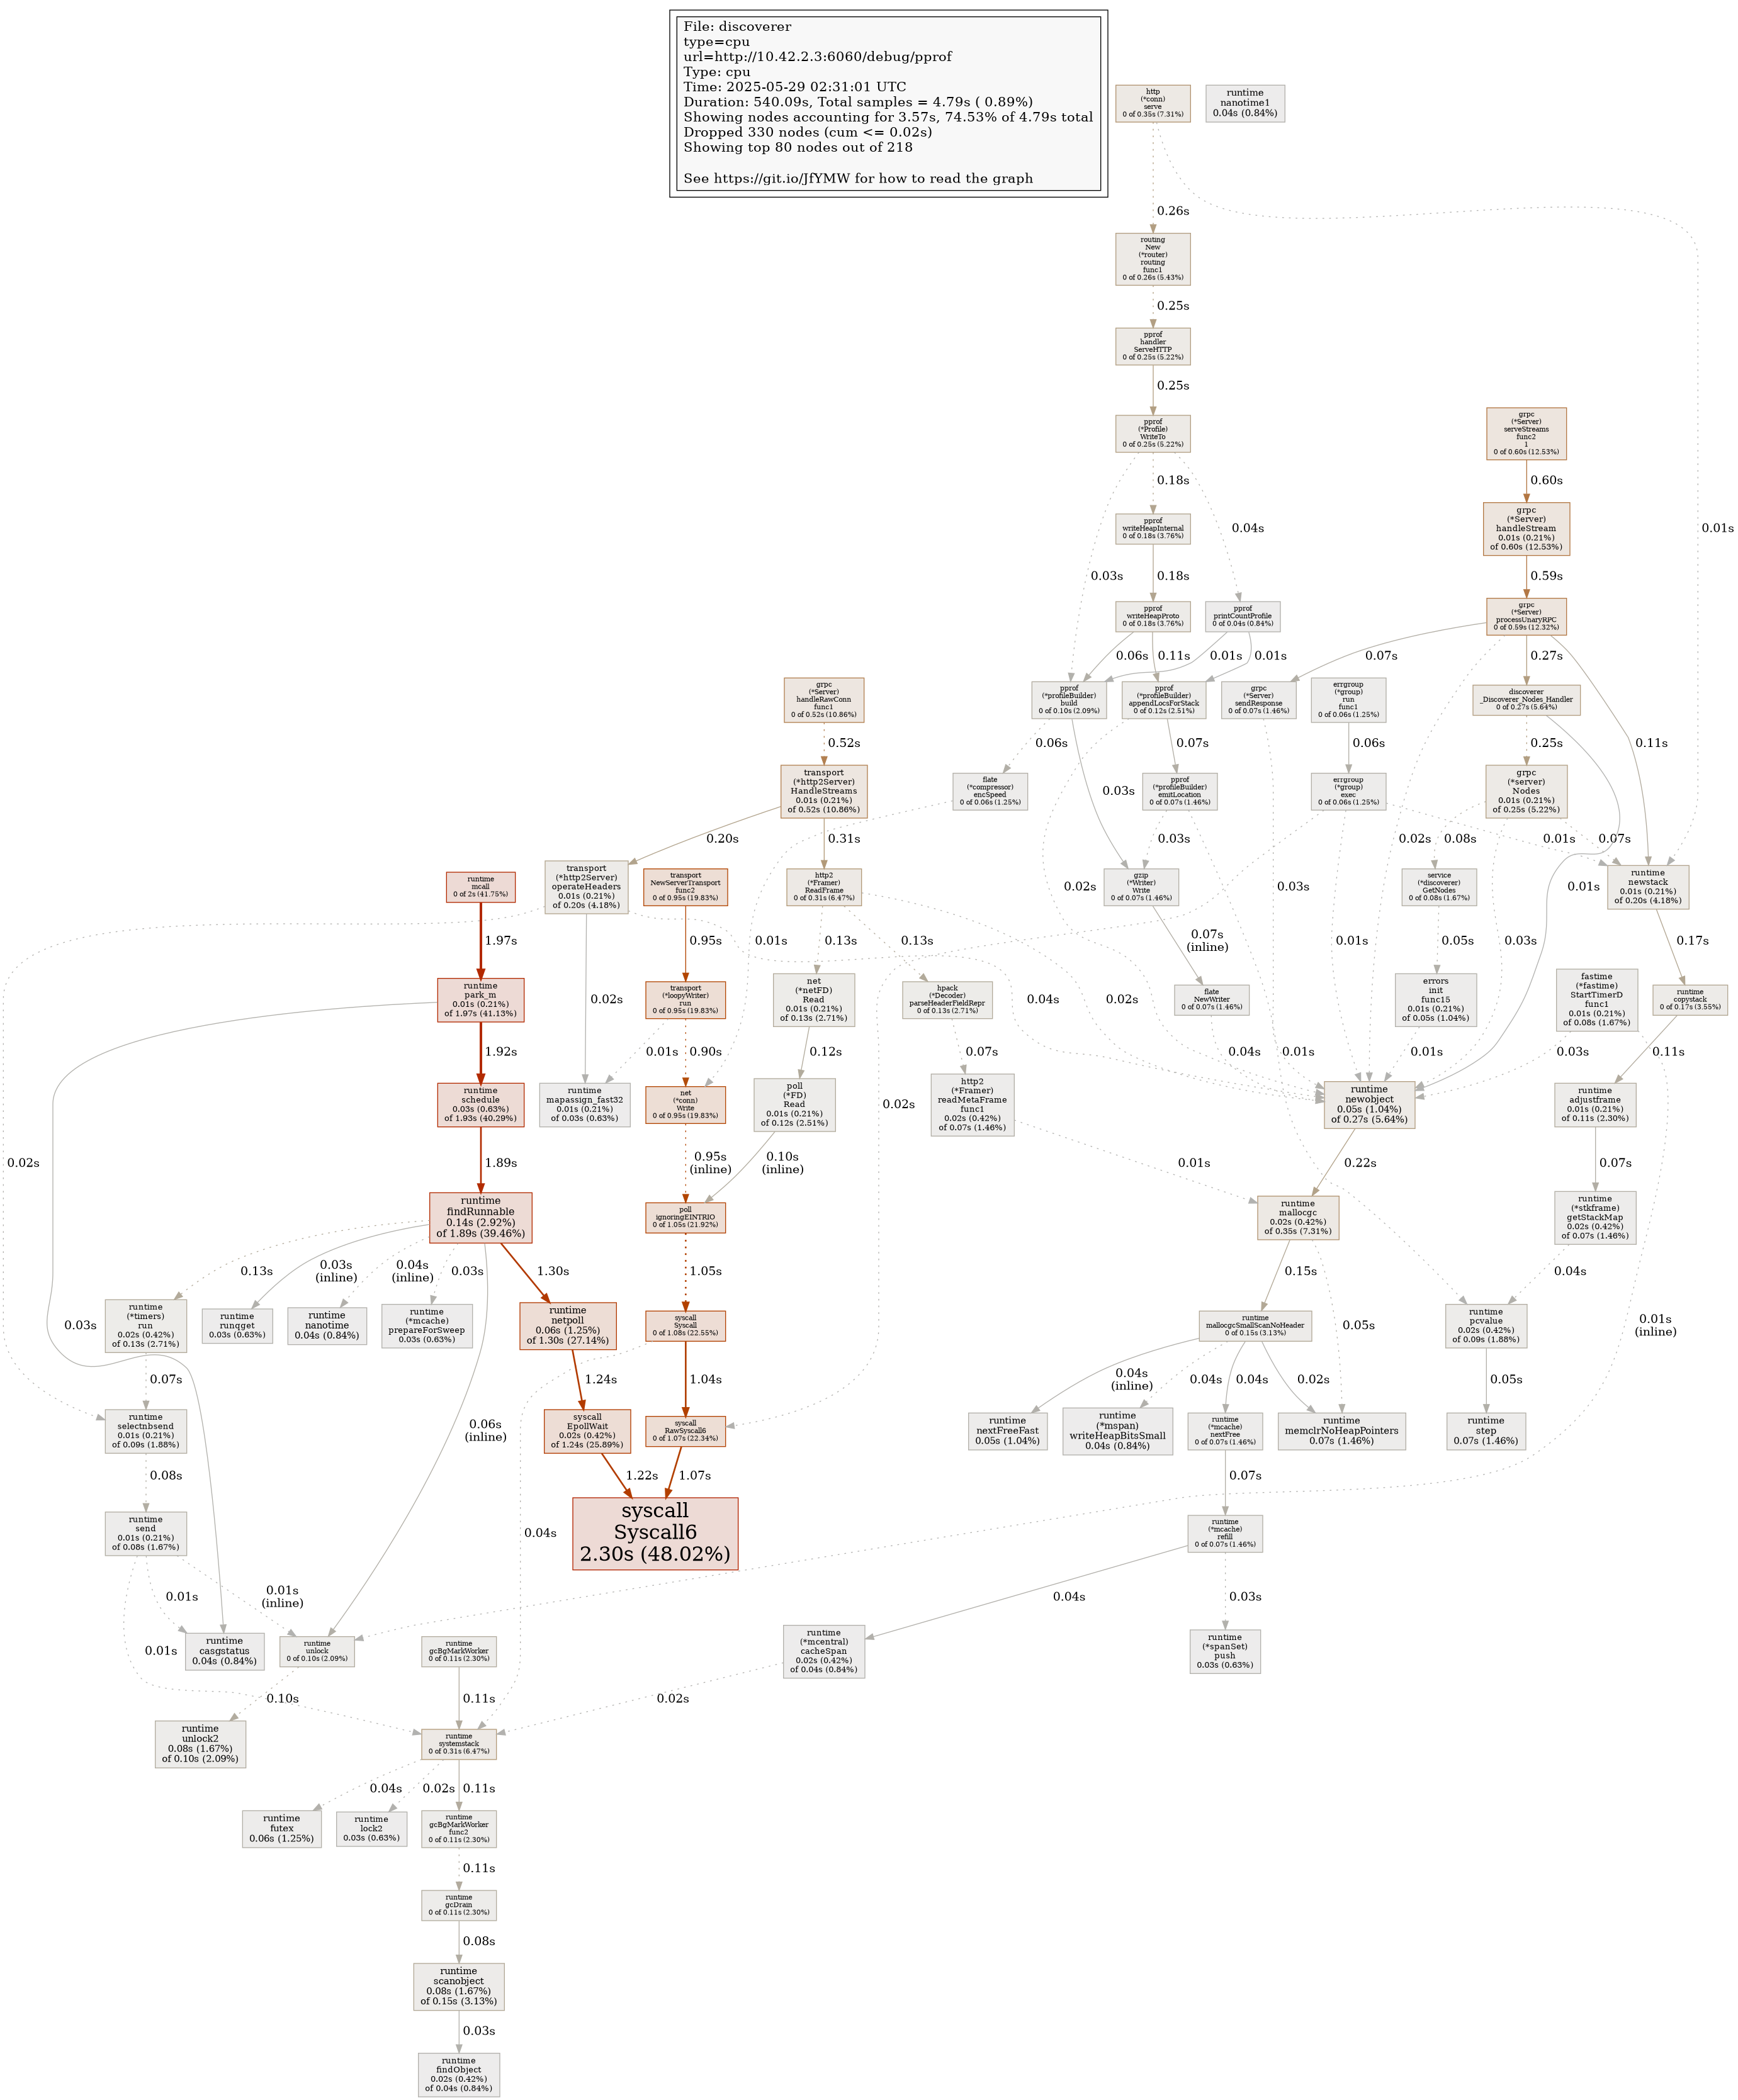 File: discoverer
type=cpu
url=http://10.42.2.3:6060/debug/pprof
Type: cpu
Time: 2025-05-29 02:31:01 UTC
Duration: 540.09s, Total samples = 4.79s ( 0.89%)
Showing nodes accounting for 3.57s, 74.53% of 4.79s total
Dropped 330 nodes (cum <= 0.02s)
Showing top 80 nodes out of 218
See https://git.io/JfYMW for how to read the graph
http
(*conn)
serve
0 of 0.35s (7.31%)
runtime
nanotime1
0.04s (0.84%)
0.26s
routing
New
(*router)
routing
func1
0 of 0.26s (5.43%)
0.25s
pprof
handler
ServeHTTP
0 of 0.25s (5.22%)
0.25s
pprof
(*Profile)
WriteTo
0 of 0.25s (5.22%)
grpc
(*Server)
serveStreams
func2
1
0 of 0.60s (12.53%)
0.18s
0.60s
pprof
writeHeapInternal
0 of 0.18s (3.76%)
0.04s
grpc
(*Server)
handleStream
0.01s (0.21%)
of 0.60s (12.53%)
0.01s
0.03s
0.18s
0.59s
pprof
writeHeapProto
0 of 0.18s (3.76%)
pprof
printCountProfile
0 of 0.04s (0.84%)
grpc
(*Server)
processUnaryRPC
0 of 0.59s (12.32%)
0.06s
0.11s
0.01s
0.01s
0.07s
0.27s
grpc
(*Server)
handleRawConn
func1
0 of 0.52s (10.86%)
pprof
(*profileBuilder)
build
0 of 0.10s (2.09%)
pprof
(*profileBuilder)
appendLocsForStack
0 of 0.12s (2.51%)
grpc
(*Server)
sendResponse
0 of 0.07s (1.46%)
errgroup
(*group)
run
func1
0 of 0.06s (1.25%)
discoverer
_Discoverer_Nodes_Handler
0 of 0.27s (5.64%)
0.52s
0.06s
0.07s
0.06s
0.25s
0.11s
transport
(*http2Server)
HandleStreams
0.01s (0.21%)
of 0.52s (10.86%)
flate
(*compressor)
encSpeed
0 of 0.06s (1.25%)
0.03s
pprof
(*profileBuilder)
emitLocation
0 of 0.07s (1.46%)
errgroup
(*group)
exec
0 of 0.06s (1.25%)
grpc
(*server)
Nodes
0.01s (0.21%)
of 0.25s (5.22%)
0.20s
0.31s
0.03s
0.02s
0.08s
0.01s
0.07s
runtime
mcall
0 of 2s (41.75%)
transport
(*http2Server)
operateHeaders
0.01s (0.21%)
of 0.20s (4.18%)
transport
NewServerTransport
func2
0 of 0.95s (19.83%)
http2
(*Framer)
ReadFrame
0 of 0.31s (6.47%)
gzip
(*Writer)
Write
0 of 0.07s (1.46%)
0.02s
0.03s
service
(*discoverer)
GetNodes
0 of 0.08s (1.67%)
0.01s
runtime
newstack
0.01s (0.21%)
of 0.20s (4.18%)
1.97s
0.95s
0.01s
0.13s
0.13s
0.07s
(inline)
0.05s
0.17s
runtime
park_m
0.01s (0.21%)
of 1.97s (41.13%)
0.02s
transport
(*loopyWriter)
run
0 of 0.95s (19.83%)
net
(*netFD)
Read
0.01s (0.21%)
of 0.13s (2.71%)
hpack
(*Decoder)
parseHeaderFieldRepr
0 of 0.13s (2.71%)
0.04s
0.02s
flate
NewWriter
0 of 0.07s (1.46%)
0.01s
0.01s
0.03s
errors
init
func15
0.01s (0.21%)
of 0.05s (1.04%)
fastime
(*fastime)
StartTimerD
func1
0.01s (0.21%)
of 0.08s (1.67%)
runtime
copystack
0 of 0.17s (3.55%)
1.92s
0.01s
0.90s
0.12s
0.07s
0.04s
0.01s
0.03s
0.11s
runtime
schedule
0.03s (0.63%)
of 1.93s (40.29%)
runtime
mapassign_fast32
0.01s (0.21%)
of 0.03s (0.63%)
net
(*conn)
Write
0 of 0.95s (19.83%)
poll
(*FD)
Read
0.01s (0.21%)
of 0.12s (2.51%)
0.02s
http2
(*Framer)
readMetaFrame
func1
0.02s (0.42%)
of 0.07s (1.46%)
runtime
newobject
0.05s (1.04%)
of 0.27s (5.64%)
runtime
adjustframe
0.01s (0.21%)
of 0.11s (2.30%)
0.02s
1.89s
0.95s
(inline)
0.10s
(inline)
0.01s
0.22s
0.07s
runtime
findRunnable
0.14s (2.92%)
of 1.89s (39.46%)
poll
ignoringEINTRIO
0 of 1.05s (21.92%)
runtime
mallocgc
0.02s (0.42%)
of 0.35s (7.31%)
runtime
(*stkframe)
getStackMap
0.02s (0.42%)
of 0.07s (1.46%)
0.13s
0.03s
(inline)
0.04s
(inline)
0.03s
1.30s
1.05s
0.15s
0.04s
0.03s
runtime
(*timers)
run
0.02s (0.42%)
of 0.13s (2.71%)
runtime
runqget
0.03s (0.63%)
runtime
nanotime
0.04s (0.84%)
runtime
(*mcache)
prepareForSweep
0.03s (0.63%)
runtime
netpoll
0.06s (1.25%)
of 1.30s (27.14%)
syscall
Syscall
0 of 1.08s (22.55%)
runtime
mallocgcSmallScanNoHeader
0 of 0.15s (3.13%)
0.05s
runtime
pcvalue
0.02s (0.42%)
of 0.09s (1.88%)
0.01s
(inline)
0.07s
1.24s
1.04s
0.04s
(inline)
0.04s
0.04s
0.02s
0.05s
runtime
selectnbsend
0.01s (0.21%)
of 0.09s (1.88%)
0.06s
(inline)
syscall
EpollWait
0.02s (0.42%)
of 1.24s (25.89%)
syscall
RawSyscall6
0 of 1.07s (22.34%)
runtime
nextFreeFast
0.05s (1.04%)
runtime
(*mspan)
writeHeapBitsSmall
0.04s (0.84%)
runtime
(*mcache)
nextFree
0 of 0.07s (1.46%)
runtime
memclrNoHeapPointers
0.07s (1.46%)
runtime
step
0.07s (1.46%)
0.08s
1.22s
1.07s
0.07s
runtime
send
0.01s (0.21%)
of 0.08s (1.67%)
0.04s
syscall
Syscall6
2.30s (48.02%)
runtime
(*mcache)
refill
0 of 0.07s (1.46%)
0.01s
0.01s
(inline)
0.04s
0.03s
0.01s
runtime
casgstatus
0.04s (0.84%)
runtime
unlock
0 of 0.10s (2.09%)
runtime
gcBgMarkWorker
0 of 0.11s (2.30%)
runtime
(*mcentral)
cacheSpan
0.02s (0.42%)
of 0.04s (0.84%)
runtime
(*spanSet)
push
0.03s (0.63%)
0.10s
0.11s
0.02s
runtime
unlock2
0.08s (1.67%)
of 0.10s (2.09%)
runtime
systemstack
0 of 0.31s (6.47%)
0.04s
0.02s
0.11s
runtime
futex
0.06s (1.25%)
runtime
lock2
0.03s (0.63%)
runtime
gcBgMarkWorker
func2
0 of 0.11s (2.30%)
0.11s
runtime
gcDrain
0 of 0.11s (2.30%)
0.08s
runtime
scanobject
0.08s (1.67%)
of 0.15s (3.13%)
0.03s
runtime
findObject
0.02s (0.42%)
of 0.04s (0.84%)